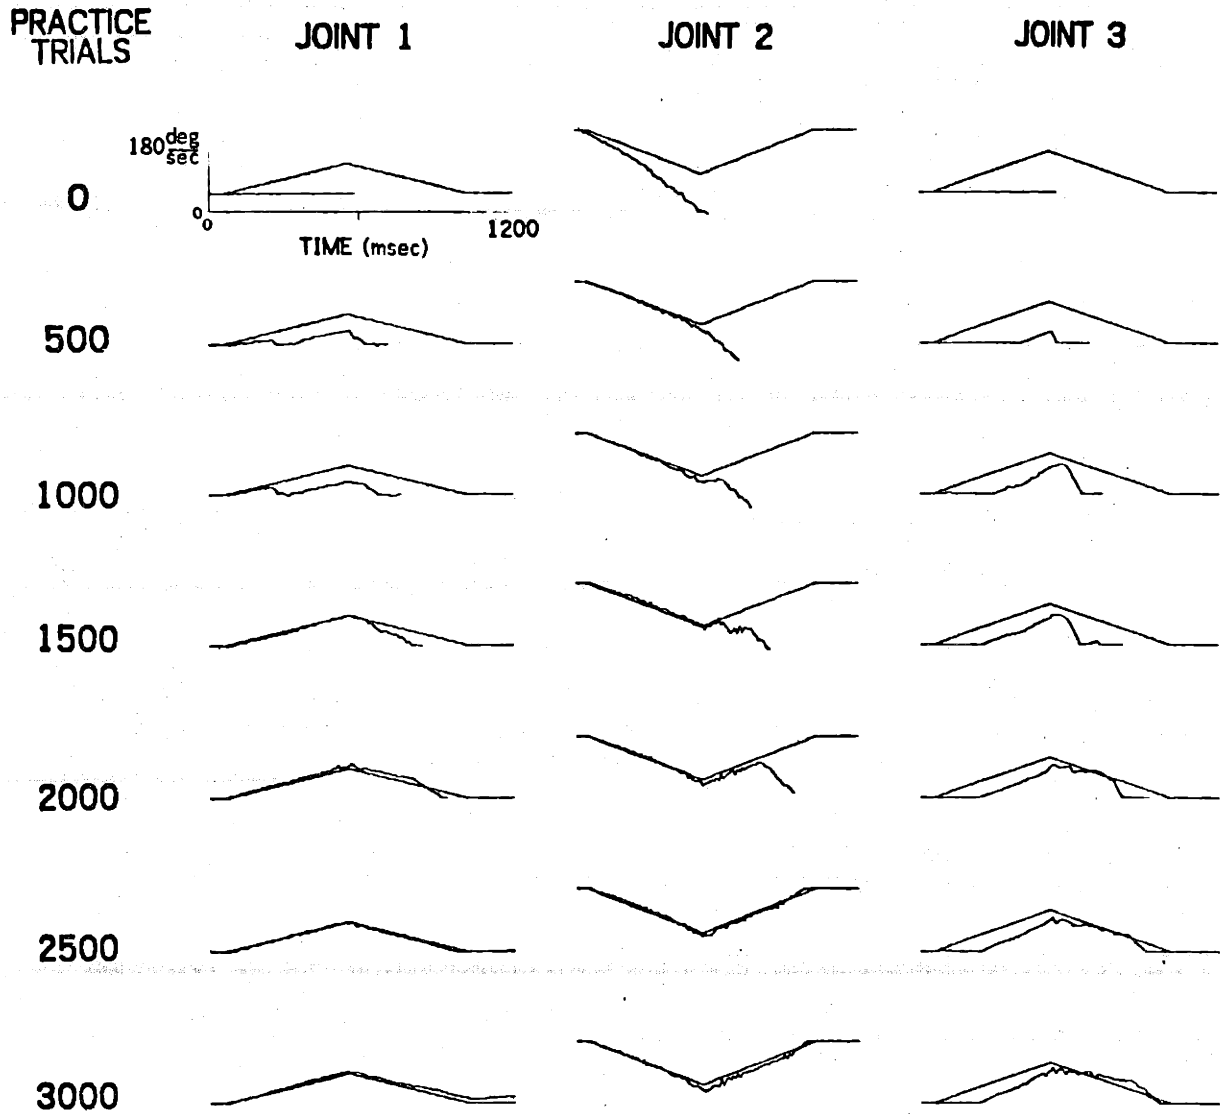 PRACTICE
TRIALS
JOINT 1
JOINT 2
JOINT 3
180 deg
sec
0
0
0
1200
TIME (msec)
500
1000
1500
2000
2500
3000